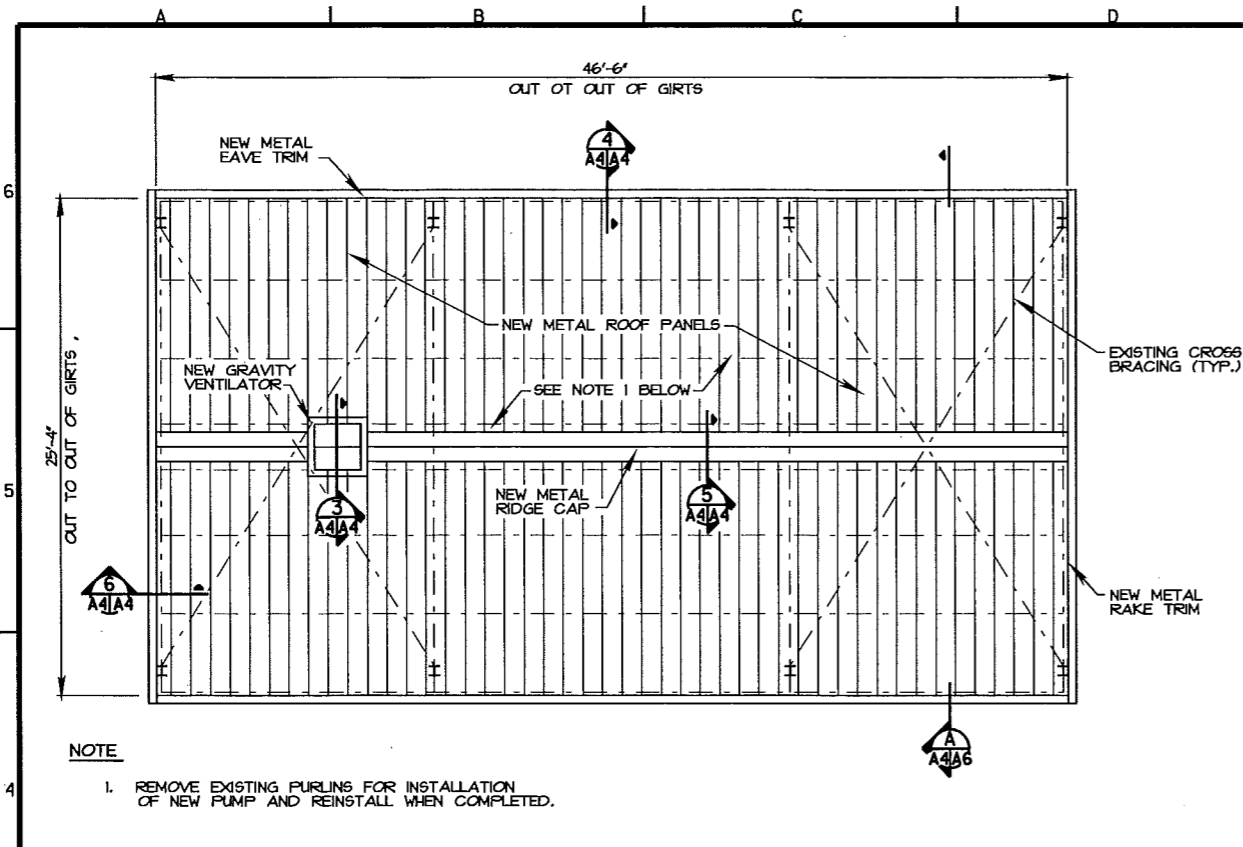 A B C D
46'-6"
OUT OT OUT OF GIRTS
NEW METAL
EAVE TRIM
4
A4 A4
6
NEW METAL ROOF PANELS
EXISTING CROSS
BRACING (TYP.)
NEW GRAVITY
VENTILATOR
SEE NOTE 1 BELOW
25'-4"
OUT TO OUT OF GIRTS
5
NEW METAL
RIDGE CAP
3
A4 A4
5
A4 A4
6
A4 A4
NEW METAL
RAKE TRIM
A
A4 A6
NOTE
4
1. REMOVE EXISTING PURLINS FOR INSTALLATION
OF NEW PUMP AND REINSTALL WHEN COMPLETED.